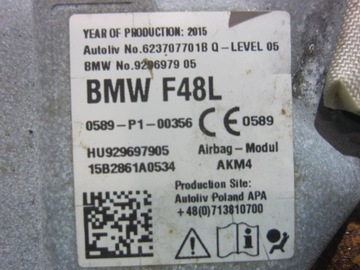 YEAR OF PRODUCTION: 2015
Autoliv No.623707701B Q-LEVEL 05
BMW No.9296979 05
BMW F48L
0589-P1-00356 CE 0589
HU929697905 Airbag-Modul
15B2861A0534 AKM4
Production Site:
Autoliv Poland APA
+48(0)713810700